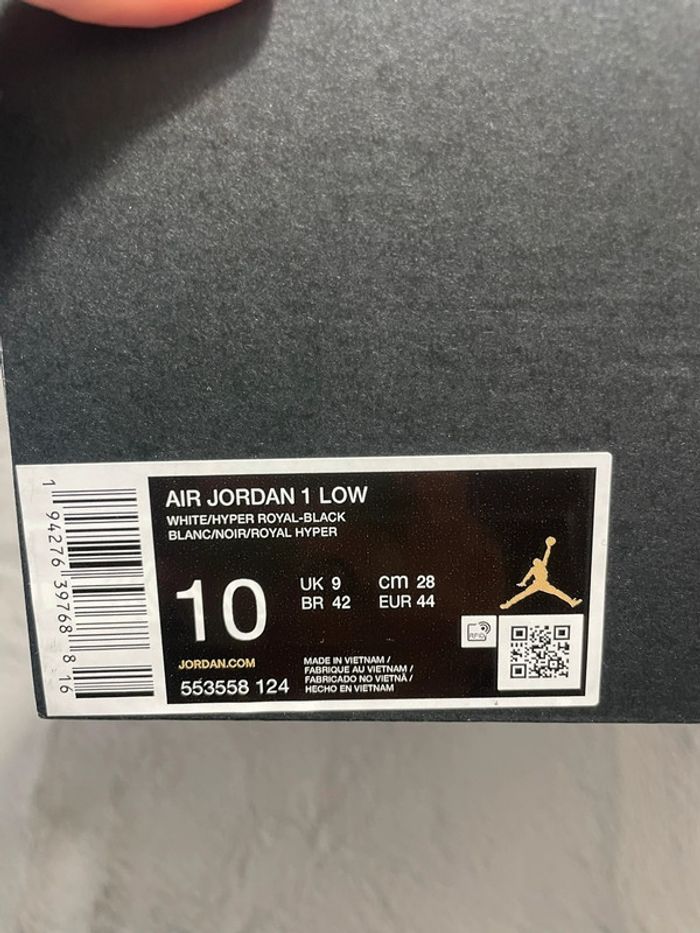 AIR JORDAN 1 LOW
WHITE/HYPER ROYAL-BLACK
BLANC/NOIR/ROYAL HYPER
10
UK 9 cm 28
BR 42 EUR 44
JORDAN.COM
553558 124
MADE IN VIETNAM /
FABRIQUE AU VIETNAM /
FABRICADO NO VIETNÃ /
HECHO EN VIETNAM
RFID
1 94276 39768 8 16